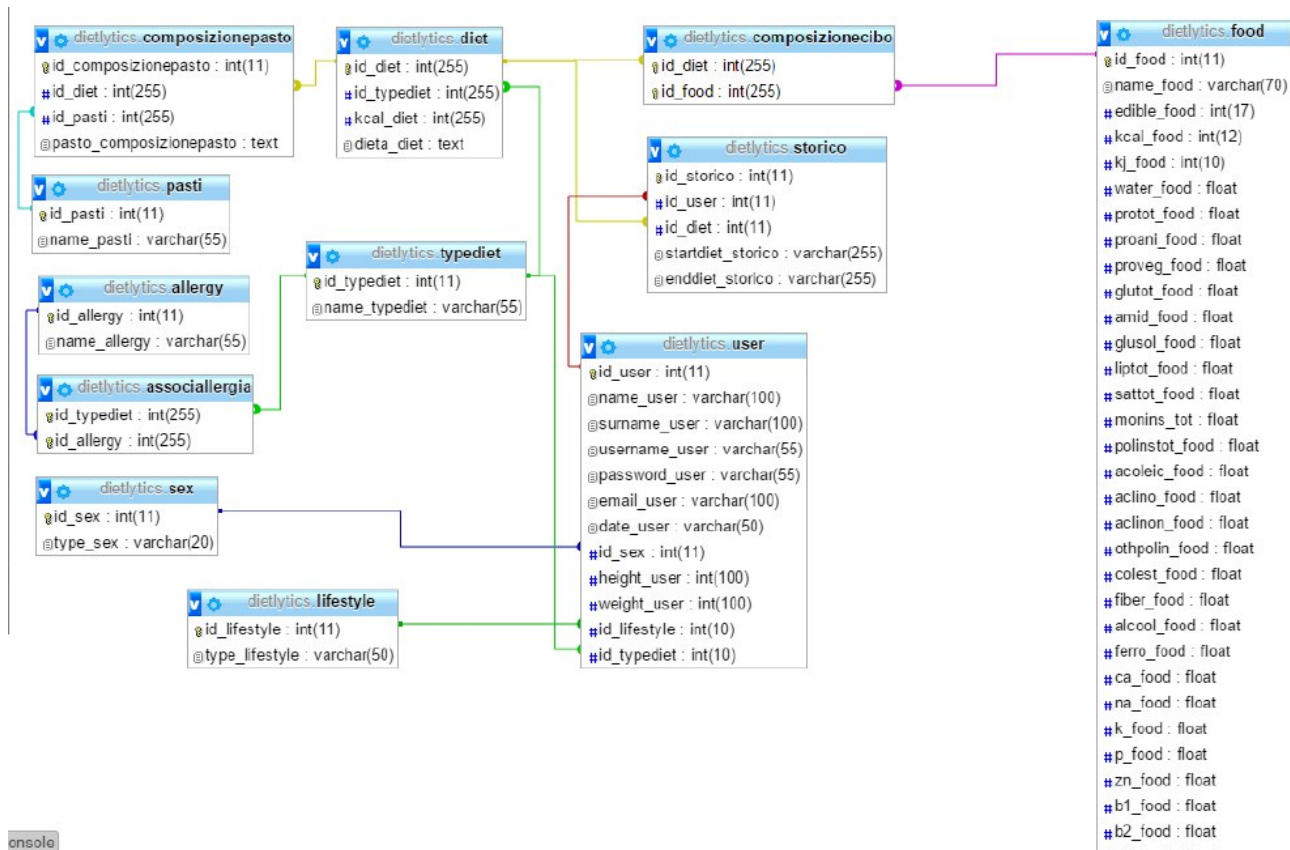 dietlytics.composizionepasto
id_composizionepasto : int(11)
id_diet : int(255)
id_pasti : int(255)
pasto_composizionepasto : text
dietlytics.diet
id_diet : int(255)
id_typediet : int(255)
kcal_diet : int(255)
dieta_diet : text
dietlytics.composizionecibo
id_diet : int(255)
id_food : int(255)
dietlytics.food
id_food : int(11)
name_food : varchar(70)
edible_food : int(17)
kcal_food : int(12)
kj_food : int(10)
water_food : float
protot_food : float
proani_food : float
proveg_food : float
glutot_food : float
amid_food : float
glusol_food : float
liptot_food : float
sattot_food : float
monins_tot : float
polinstot_food : float
acoleic_food : float
aclino_food : float
aclinon_food : float
othpolin_food : float
colest_food : float
fiber_food : float
alcool_food : float
ferro_food : float
ca_food : float
na_food : float
k_food : float
p_food : float
zn_food : float
b1_food : float
b2_food : float
dietlytics.storico
id_storico : int(11)
id_user : int(11)
id_diet : int(11)
startdiet_storico : varchar(255)
enddiet_storico : varchar(255)
dietlytics.pasti
id_pasti : int(11)
name_pasti : varchar(55)
dietlytics.typediet
id_typediet : int(11)
name_typediet : varchar(55)
dietlytics.allergy
id_allergy : int(11)
name_allergy : varchar(55)
dietlytics.associallergia
id_typediet : int(255)
id_allergy : int(255)
dietlytics.user
id_user : int(11)
name_user : varchar(100)
surname_user : varchar(100)
username_user : varchar(55)
password_user : varchar(55)
email_user : varchar(100)
date_user : varchar(50)
id_sex : int(11)
height_user : int(100)
weight_user : int(100)
id_lifestyle : int(10)
id_typediet : int(10)
dietlytics.sex
id_sex : int(11)
type_sex : varchar(20)
dietlytics.lifestyle
id_lifestyle : int(11)
type_lifestyle : varchar(50)
onsole